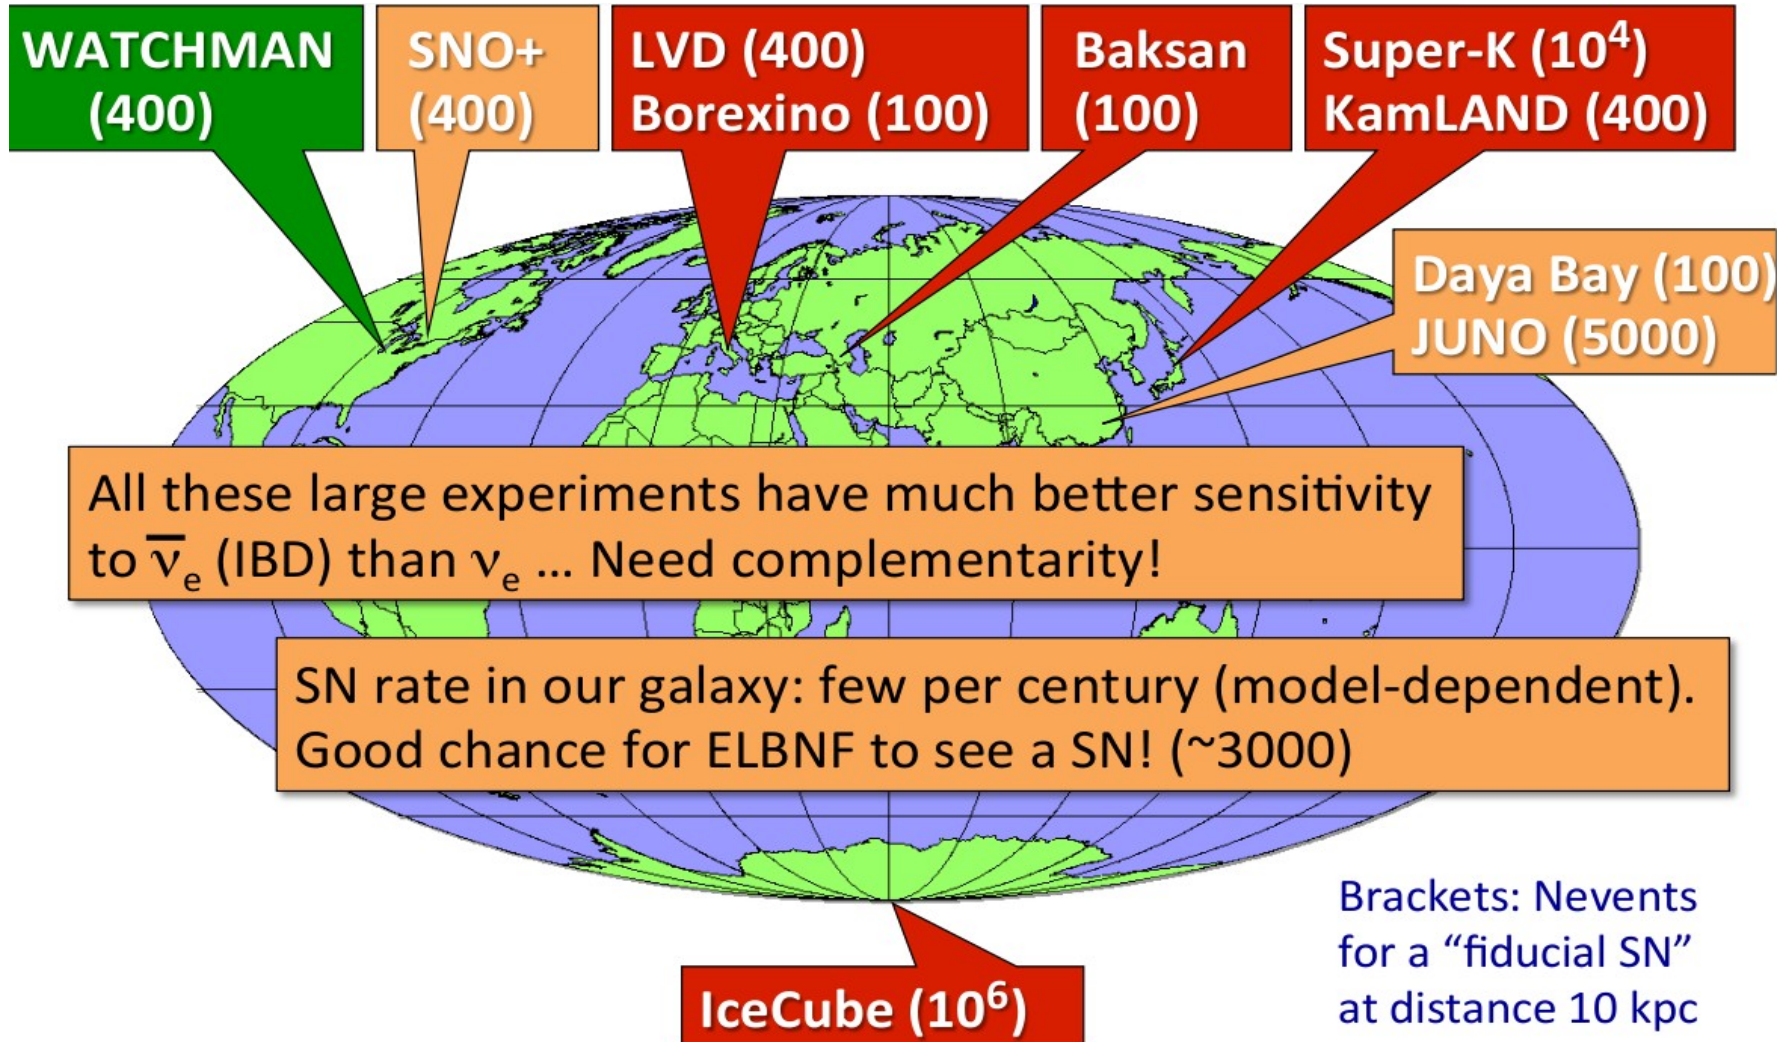 WATCHMAN
(400)
SNO+
(400)
LVD (400)
Borexino (100)
Baksan
(100)
Super-K (10⁴)
KamLAND (400)
Daya Bay (100)
JUNO (5000)
All these large experiments have much better sensitivity
to ν̅ₑ (IBD) than νₑ … Need complementarity!
SN rate in our galaxy: few per century (model-dependent).
Good chance for ELBNF to see a SN! (~3000)
IceCube (10⁶)
Brackets: Nevents
for a “fiducial SN”
at distance 10 kpc